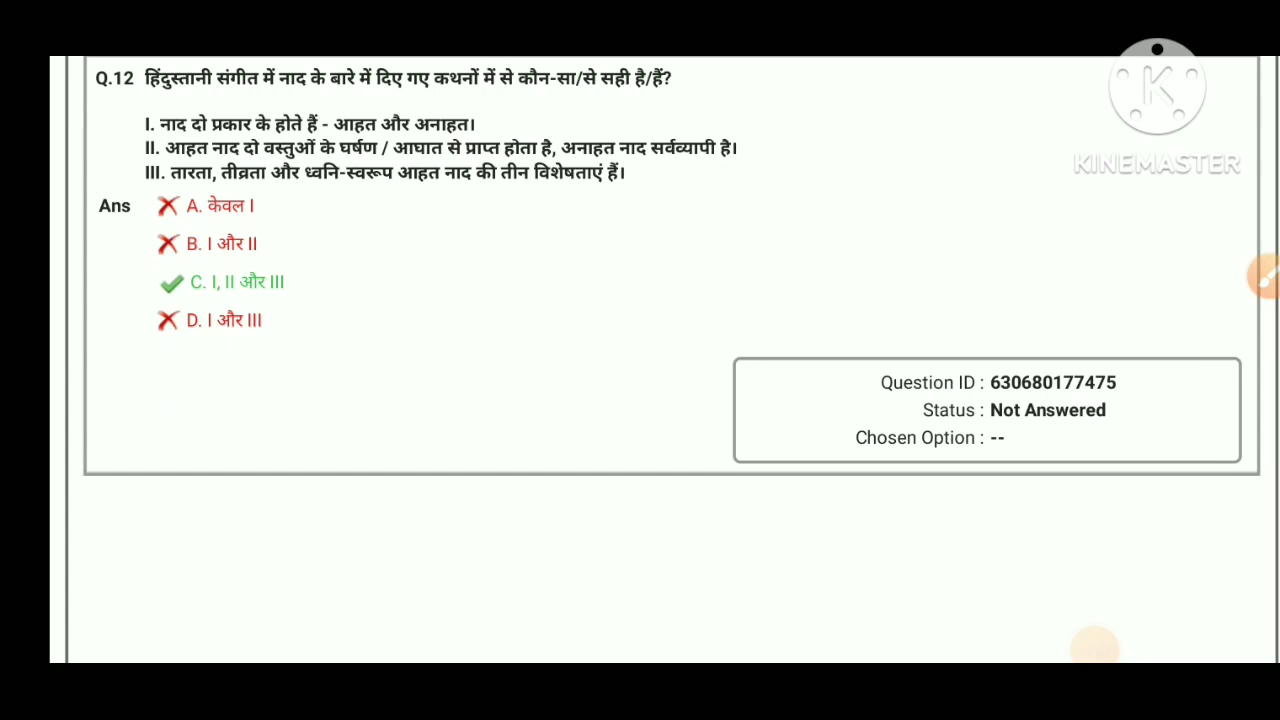 Q.12 हिंदुस्तानी संगीत में नाद के बारे में दिए गए कथनों में से कौन-सा/से सही है/हैं?
I. नाद दो प्रकार के होते हैं - आहत और अनाहत।
II. आहत नाद दो वस्तुओं के घर्षण / आघात से प्राप्त होता है, अनाहत नाद सर्वव्यापी है।
III. तारता, तीव्रता और ध्वनि-स्वरूप आहत नाद की तीन विशेषताएं हैं।
Ans A. केवल I
B. I और II
C. I, II और III
D. I और III
Question ID : 630680177475
Status : Not Answered
Chosen Option : --
K
KINEMASTER